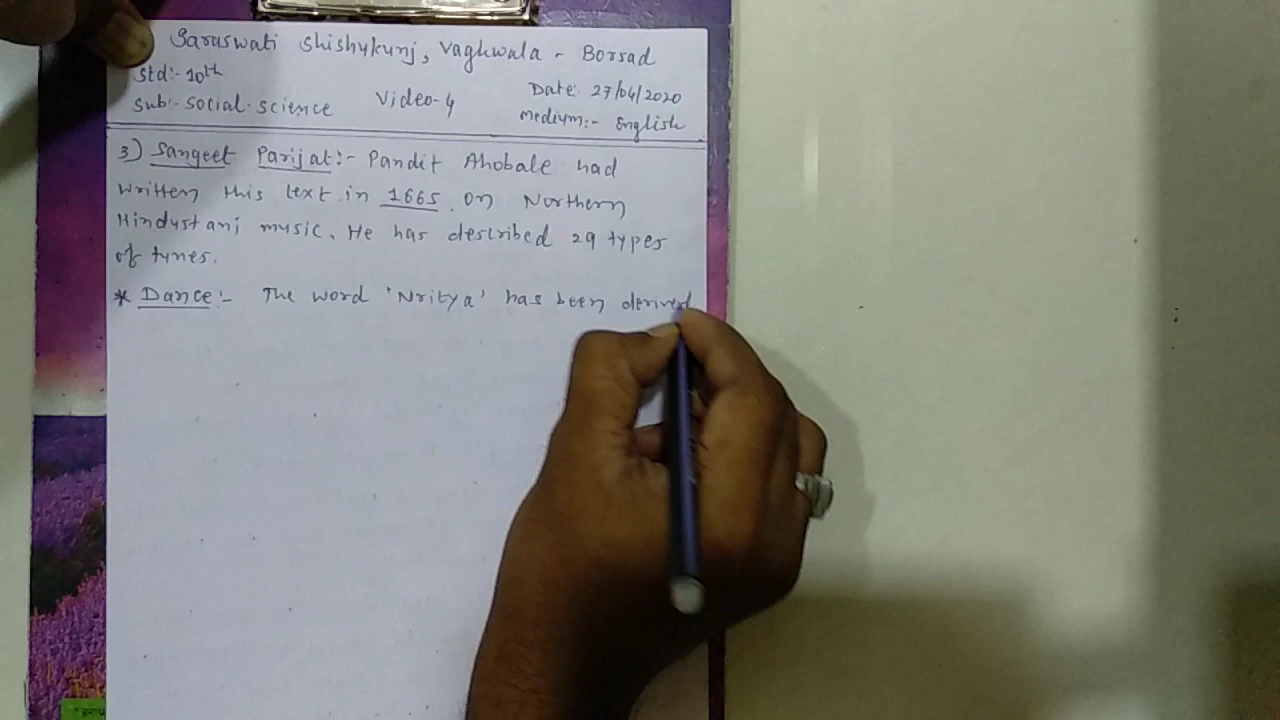 Saraswati Shishukunj, Vaghwala - Borsad
Std:- 10th
Date: 27/04/2020
Sub:- Social science
Video-4
Medium:- English
3) Sangeet Parijat:- Pandit Ahobale had
written this text in 1665 on Northern
Hindustani music. He has described 29 types
of tunes.
* Dance:- The word 'Nritya' has been derived